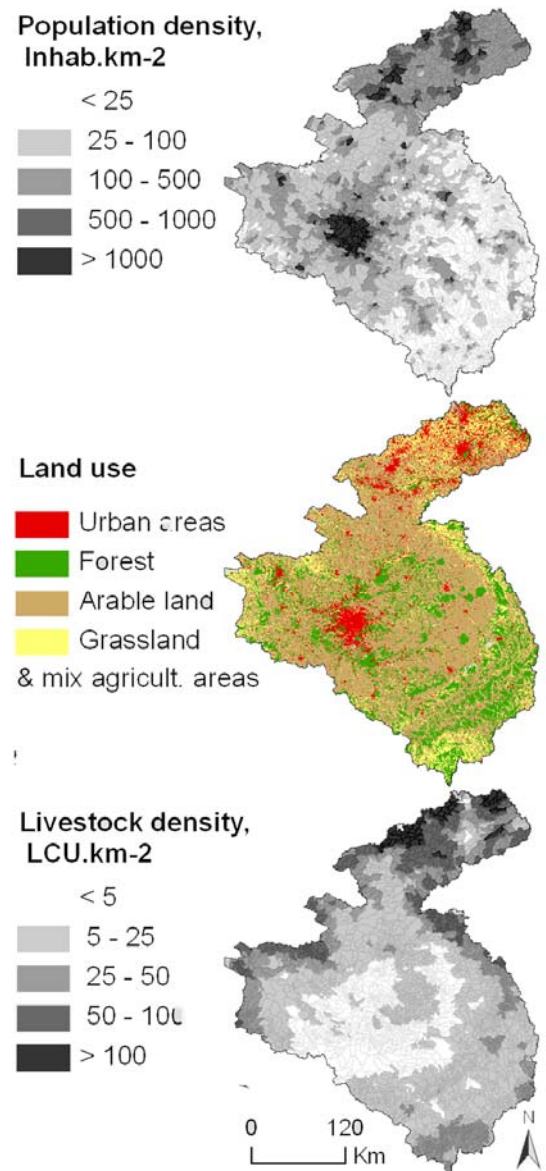 Population density,
Inhab.km-2
< 25
25 - 100
100 - 500
500 - 1000
> 1000
Land use
Urban areas
Forest
Arable land
Grassland
& mix agricult. areas
Livestock density,
LCU.km-2
< 5
5 - 25
25 - 50
50 - 100
> 100
N
0 120
Km